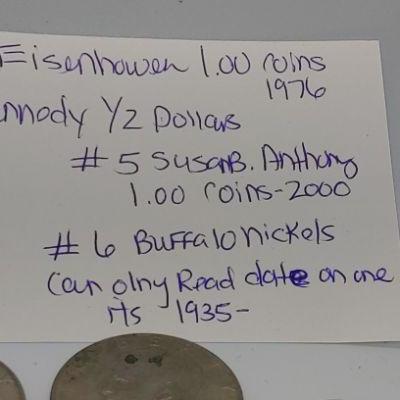 Eisenhower 1.00 coins
1976
nnedy 1/2 Dollars
# 5 Susan B. Anthony
1.00 coins-2000
# 6 Buffalo nickels
Can olny Read date on one
its 1935-